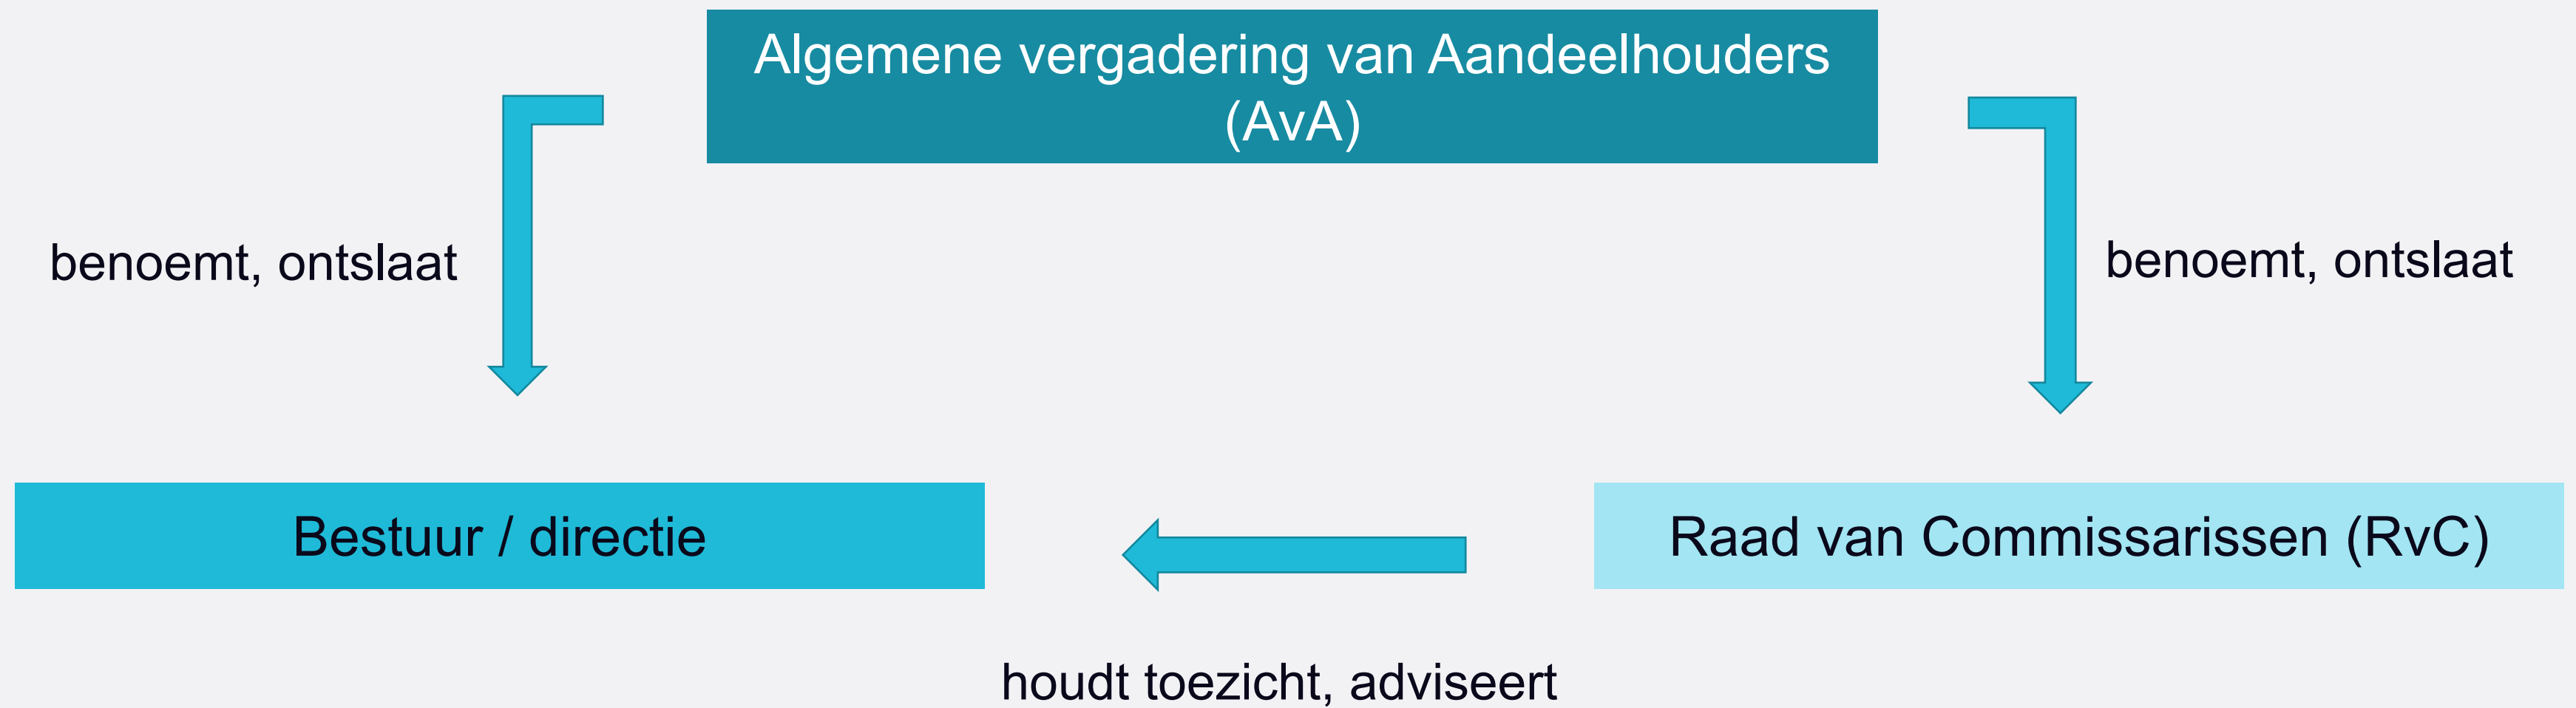 Algemene vergadering van Aandeelhouders
(AvA)
benoemt, ontslaat
benoemt, ontslaat
Bestuur / directie
Raad van Commissarissen (RvC)
houdt toezicht, adviseert